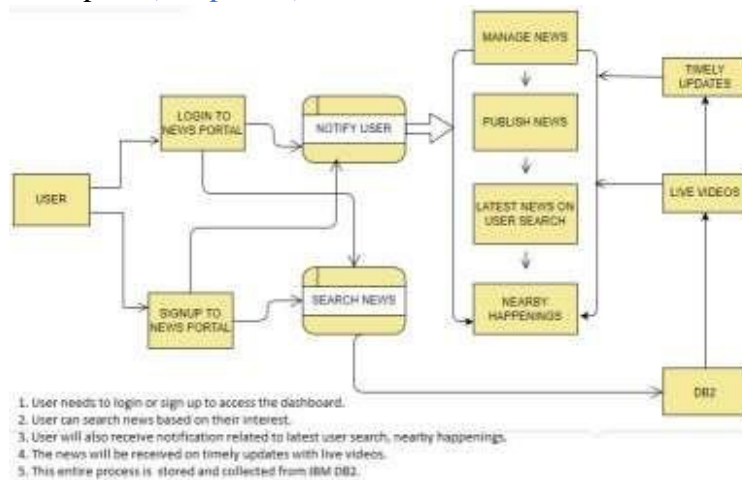 MANAGE NEWS
TIMELY
UPDATES
LOGIN TO
NEWS PORTAL
NOTIFY USER
PUBLISH NEWS
USER
LATEST NEWS ON
USER SEARCH
LIVE VIDEOS
SIGNUP TO
NEWS PORTAL
SEARCH NEWS
NEARBY
HAPPENINGS
DB2
1. User needs to login or sign up to access the dashboard.
2. User can search news based on their interest.
3. User will also receive notification related to latest user search, nearby happenings.
4. The news will be received on timely updates with live videos.
5. This entire process is stored and collected from IBM DB2.